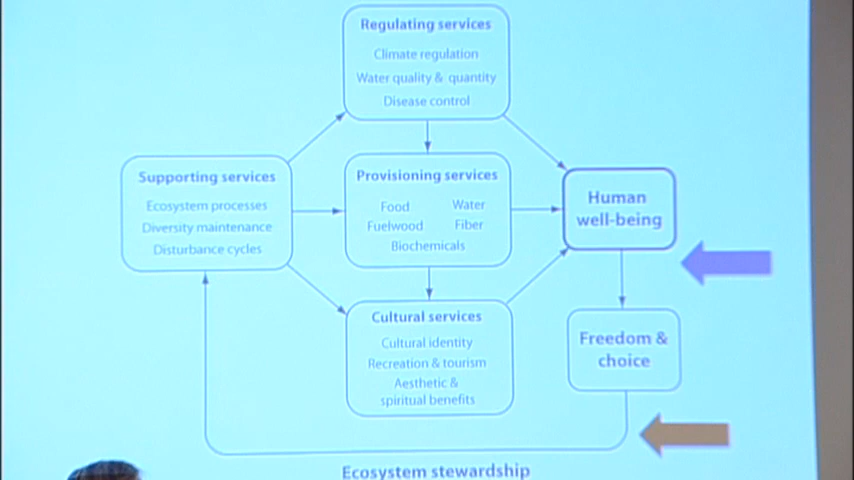 Regulating services
Climate regulation
Water quality & quantity
Disease control
Supporting services
Ecosystem processes
Diversity maintenance
Disturbance cycles
Provisioning services
Food Water
Fuelwood Fiber
Biochemicals
Human
well-being
Cultural services
Cultural identity
Recreation & tourism
Aesthetic &
spiritual benefits
Freedom &
choice
Ecosystem stewardship